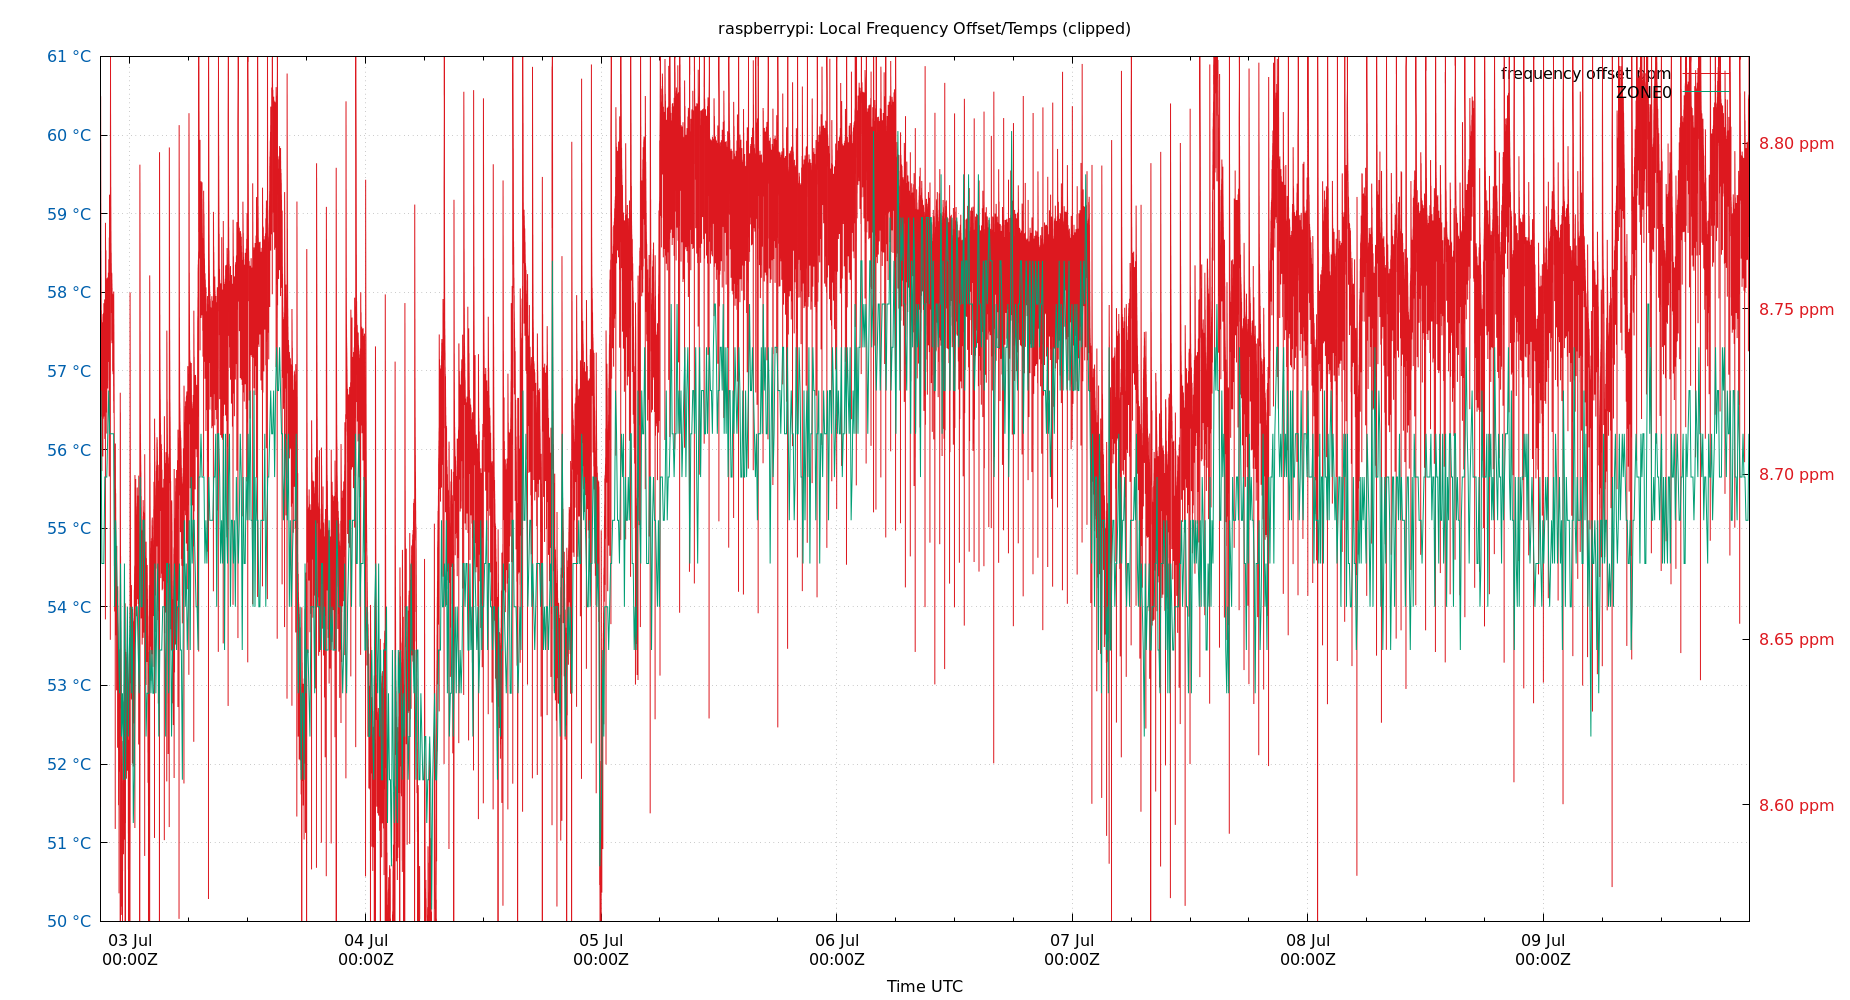 raspberrypi: Local Frequency Offset/Temps (clipped)
61 °C
60 °C
59 °C
58 °C
57 °C
56 °C
55 °C
54 °C
53 °C
52 °C
51 °C
50 °C
frequency offset ppm
ZONE0
8.80 ppm
8.75 ppm
8.70 ppm
8.65 ppm
8.60 ppm
03 Jul
00:00Z
04 Jul
00:00Z
05 Jul
00:00Z
06 Jul
00:00Z
07 Jul
00:00Z
08 Jul
00:00Z
09 Jul
00:00Z
Time UTC